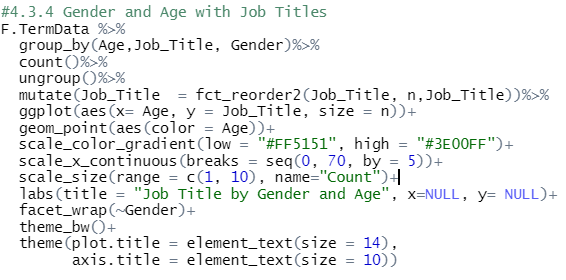 #4.3.4 Gender and Age with Job Titles
F.TermData %>%
  group_by(Age,Job_Title, Gender)%>%
  count()%>%
  ungroup()%>%
  mutate(Job_Title  = fct_reorder2(Job_Title, n,Job_Title))%>%
  ggplot(aes(x= Age, y = Job_Title, size = n))+
  geom_point(aes(color = Age))+
  scale_color_gradient(low = "#FF5151", high = "#3E00FF")+
  scale_x_continuous(breaks = seq(0, 70, by = 5))+
  scale_size(range = c(1, 10), name="Count")+
  labs(title = "Job Title by Gender and Age", x=NULL, y= NULL)+
  facet_wrap(~Gender)+
  theme_bw()+
  theme(plot.title = element_text(size = 14),
        axis.title = element_text(size = 10))